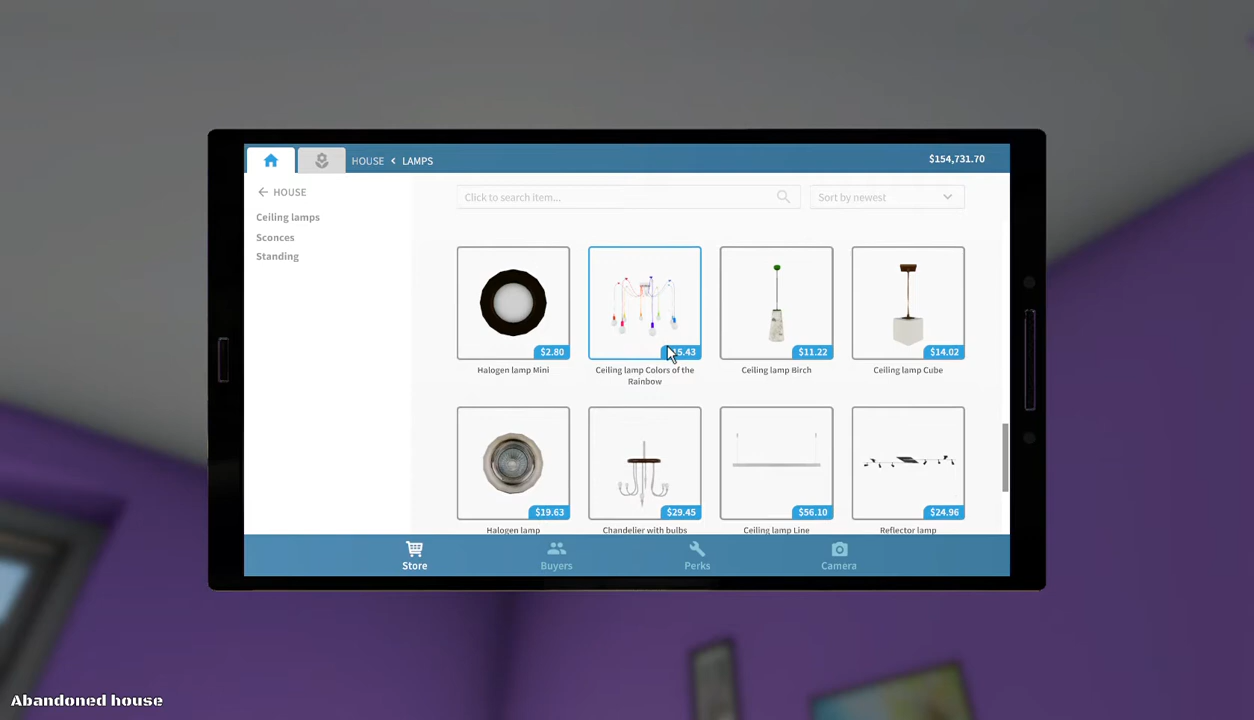 HOUSE < LAMPS
$154,731.70
HOUSE
Click to search item...
Sort by newest
Ceiling lamps
Sconces
Standing
$2.80
5.43
$11.22
$14.02
Halogen lamp Mini
Ceiling lamp Colors of the
Rainbow
Ceiling lamp Birch
Ceiling lamp Cube
$19.63
$29.45
$56.10
$24.96
Halogen lamp
Chandelier with bulbs
Ceiling lamp Line
Reflector lamp
Store
Buyers
Perks
Camera
Abandoned house